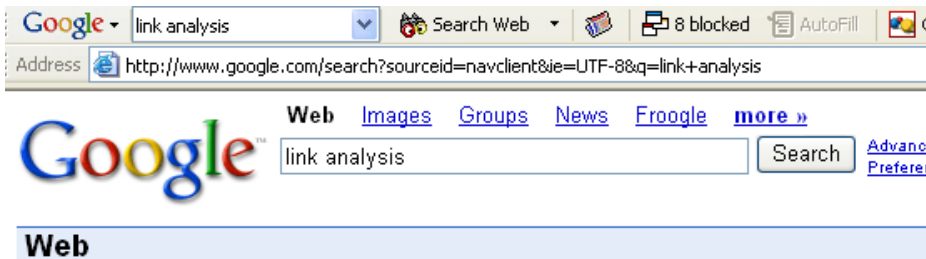 Google link analysis Search Web 8 blocked AutoFill
Address http://www.google.com/search?sourceid=navclient&ie=UTF-8&q=link+analysis
Web Images Groups News Froogle more »
Google™ link analysis Search
Web